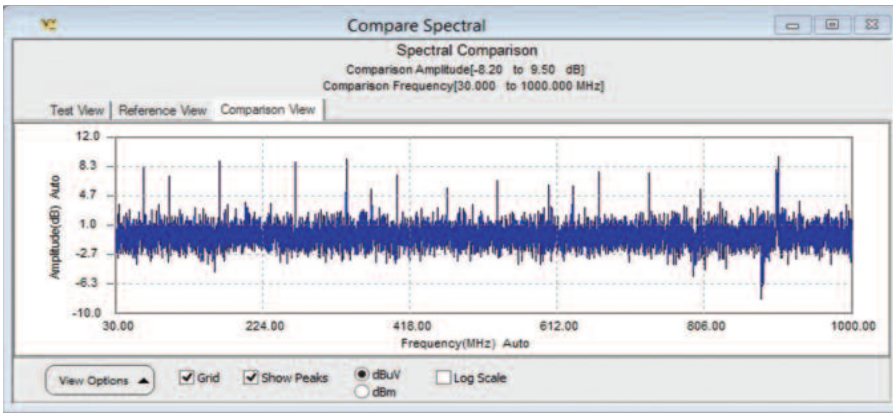 Compare Spectral
Spectral Comparison
Comparison Amplitude[-8.20 to 9.50 dB]
Comparison Frequency[30.000 to 1000.000 MHz]
Test View Reference View Comparison View
12.0
8.3
4.7
1.0
-2.7
-6.3
-10.0
Amplitude(dB) Auto
30.00 224.00 418.00 612.00 806.00 1000.00
Frequency(MHz) Auto
View Options Grid Show Peaks dBuV Log Scale
dBm